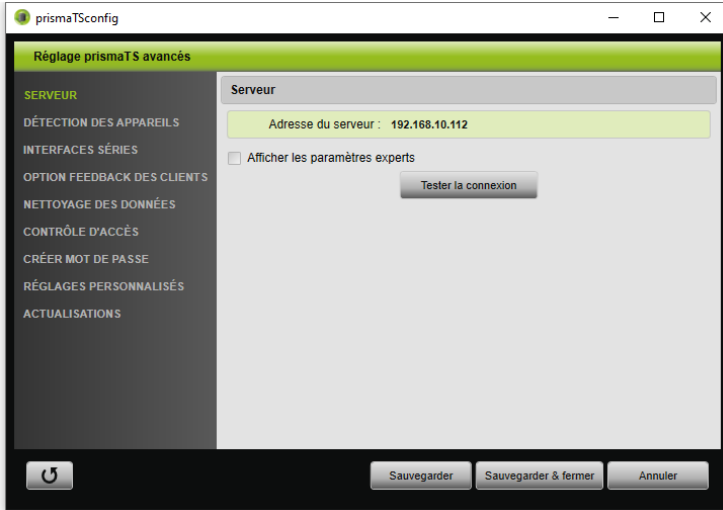 prismaTSconfig
Réglage prismaTS avancés
SERVEUR
DÉTECTION DES APPAREILS
INTERFACES SÉRIES
OPTION FEEDBACK DES CLIENTS
NETTOYAGE DES DONNÉES
CONTRÔLE D'ACCÈS
CRÉER MOT DE PASSE
RÉGLAGES PERSONNALISÉS
ACTUALISATIONS
Serveur
Adresse du serveur : 192.168.10.112
Afficher les paramètres experts
Tester la connexion
Sauvegarder
Sauvegarder & fermer
Annuler